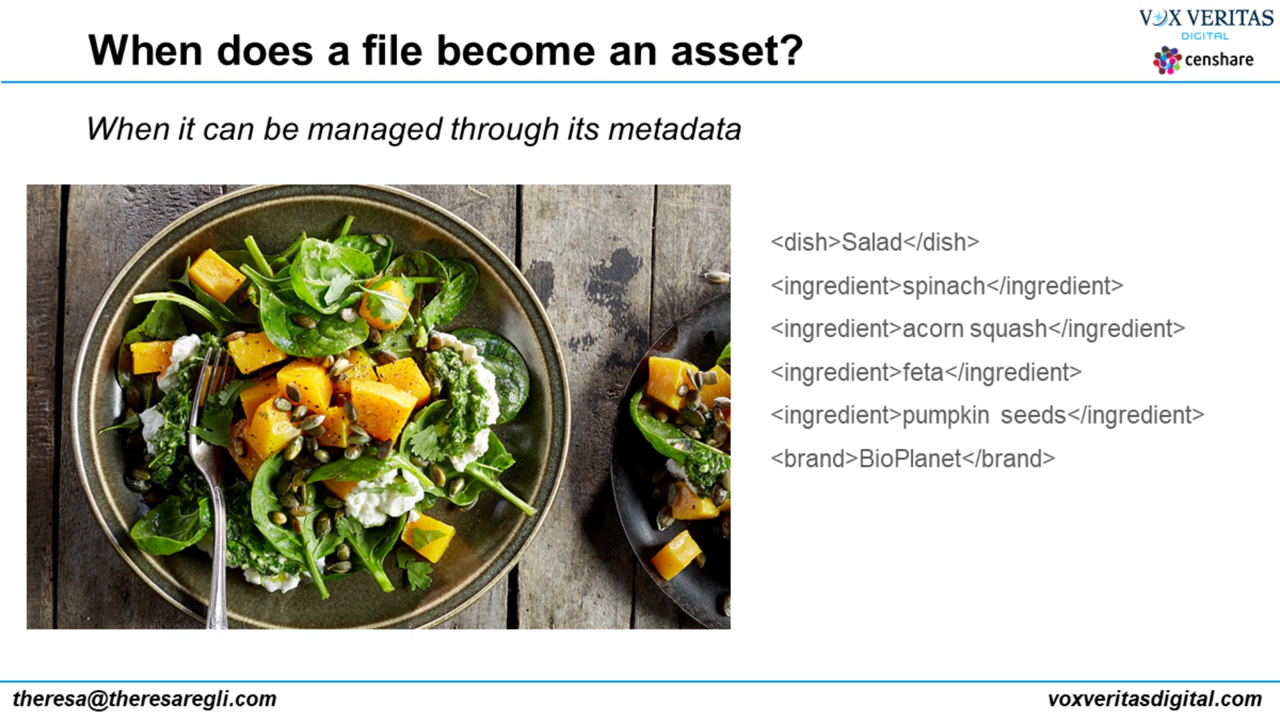 When does a file become an asset?
VOX VERITAS
DIGITAL
censhare
When it can be managed through its metadata
<dish>Salad</dish>
<ingredient>spinach</ingredient>
<ingredient>acorn squash</ingredient>
<ingredient>feta</ingredient>
<ingredient>pumpkin seeds</ingredient>
<brand>BioPlanet</brand>
theresa@theresaregli.com
voxveritasdigital.com